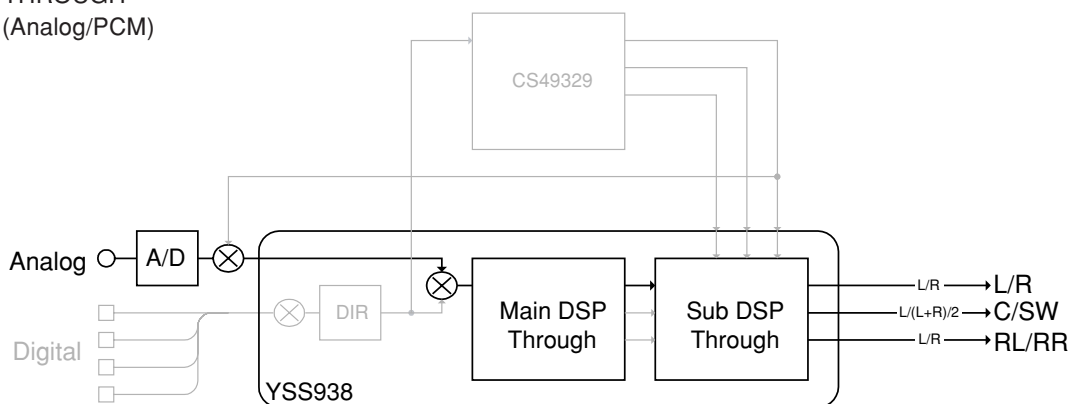 THROUGH
(Analog/PCM)
CS49329
Analog
A/D
DIR
Digital
Main DSP
Through
Sub DSP
Through
L/R
L/R
L/(L+R)/2
C/SW
L/R
RL/RR
YSS938